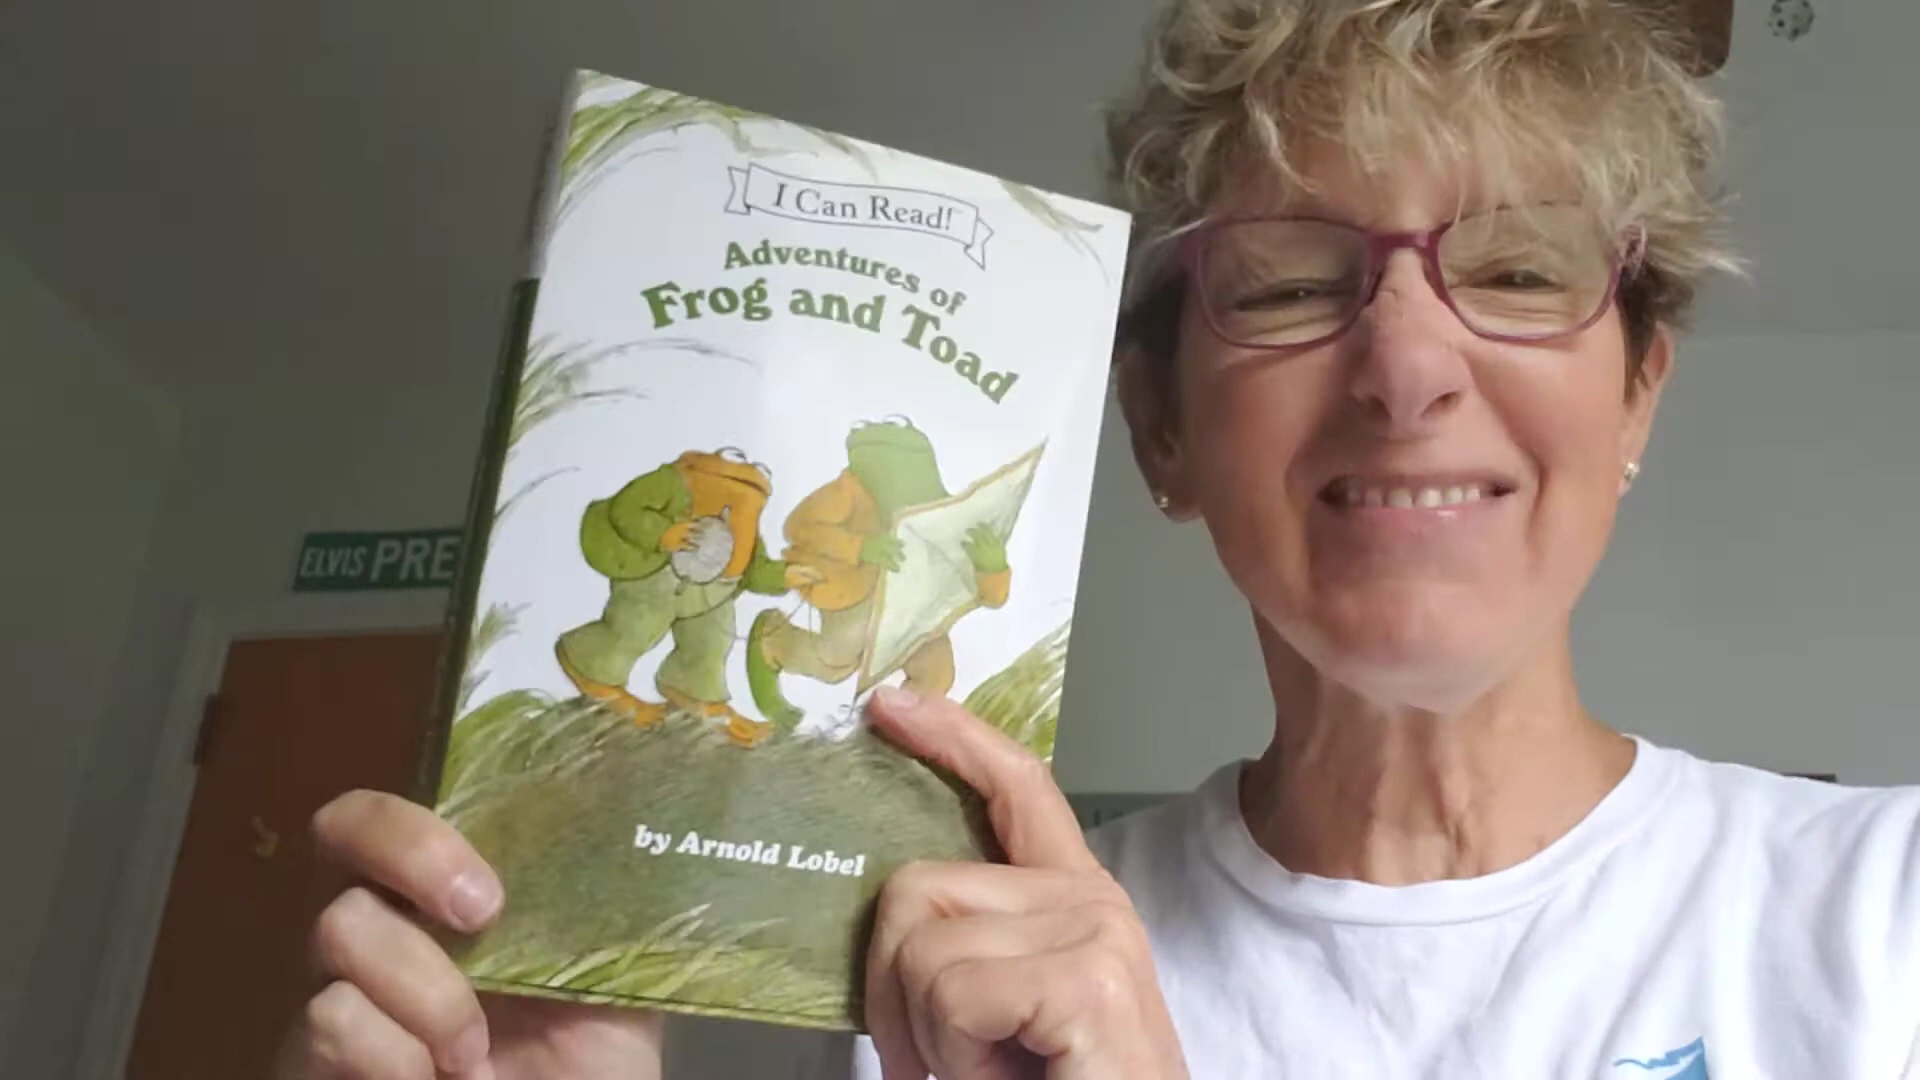 I Can Read!
Adventures of
Frog and Toad
by Arnold Lobel
ELVIS PRE